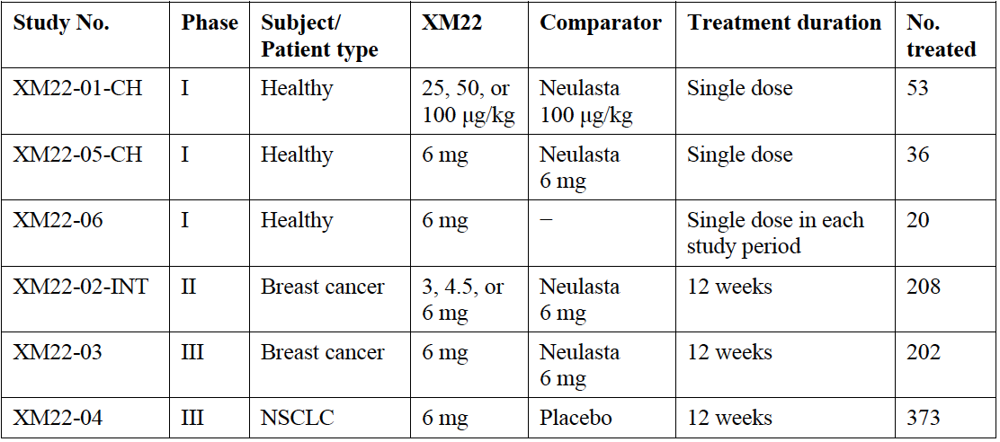 Study No. Phase Subject/ XM22 Comparator Treatment duration No.
Patient type treated
XM22-01-CH I Healthy 25, 50, or Neulasta Single dose 53
100 μg/kg 100 μg/kg
XM22-05-CH I Healthy 6 mg Neulasta Single dose 36
6 mg
XM22-06 I Healthy 6 mg − Single dose in each 20
study period
XM22-02-INT II Breast cancer 3, 4.5, or Neulasta 12 weeks 208
6 mg 6 mg
XM22-03 III Breast cancer 6 mg Neulasta 12 weeks 202
6 mg
XM22-04 III NSCLC 6 mg Placebo 12 weeks 373